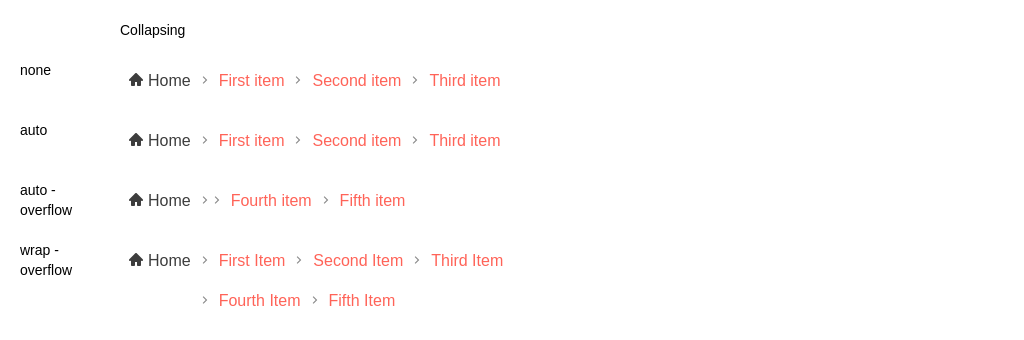 Collapsing
none
Home > First item > Second item > Third item
auto
Home > First item > Second item > Third item
auto -
overflow
Home > > Fourth item > Fifth item
wrap -
overflow
Home > First Item > Second Item > Third Item
> Fourth Item > Fifth Item